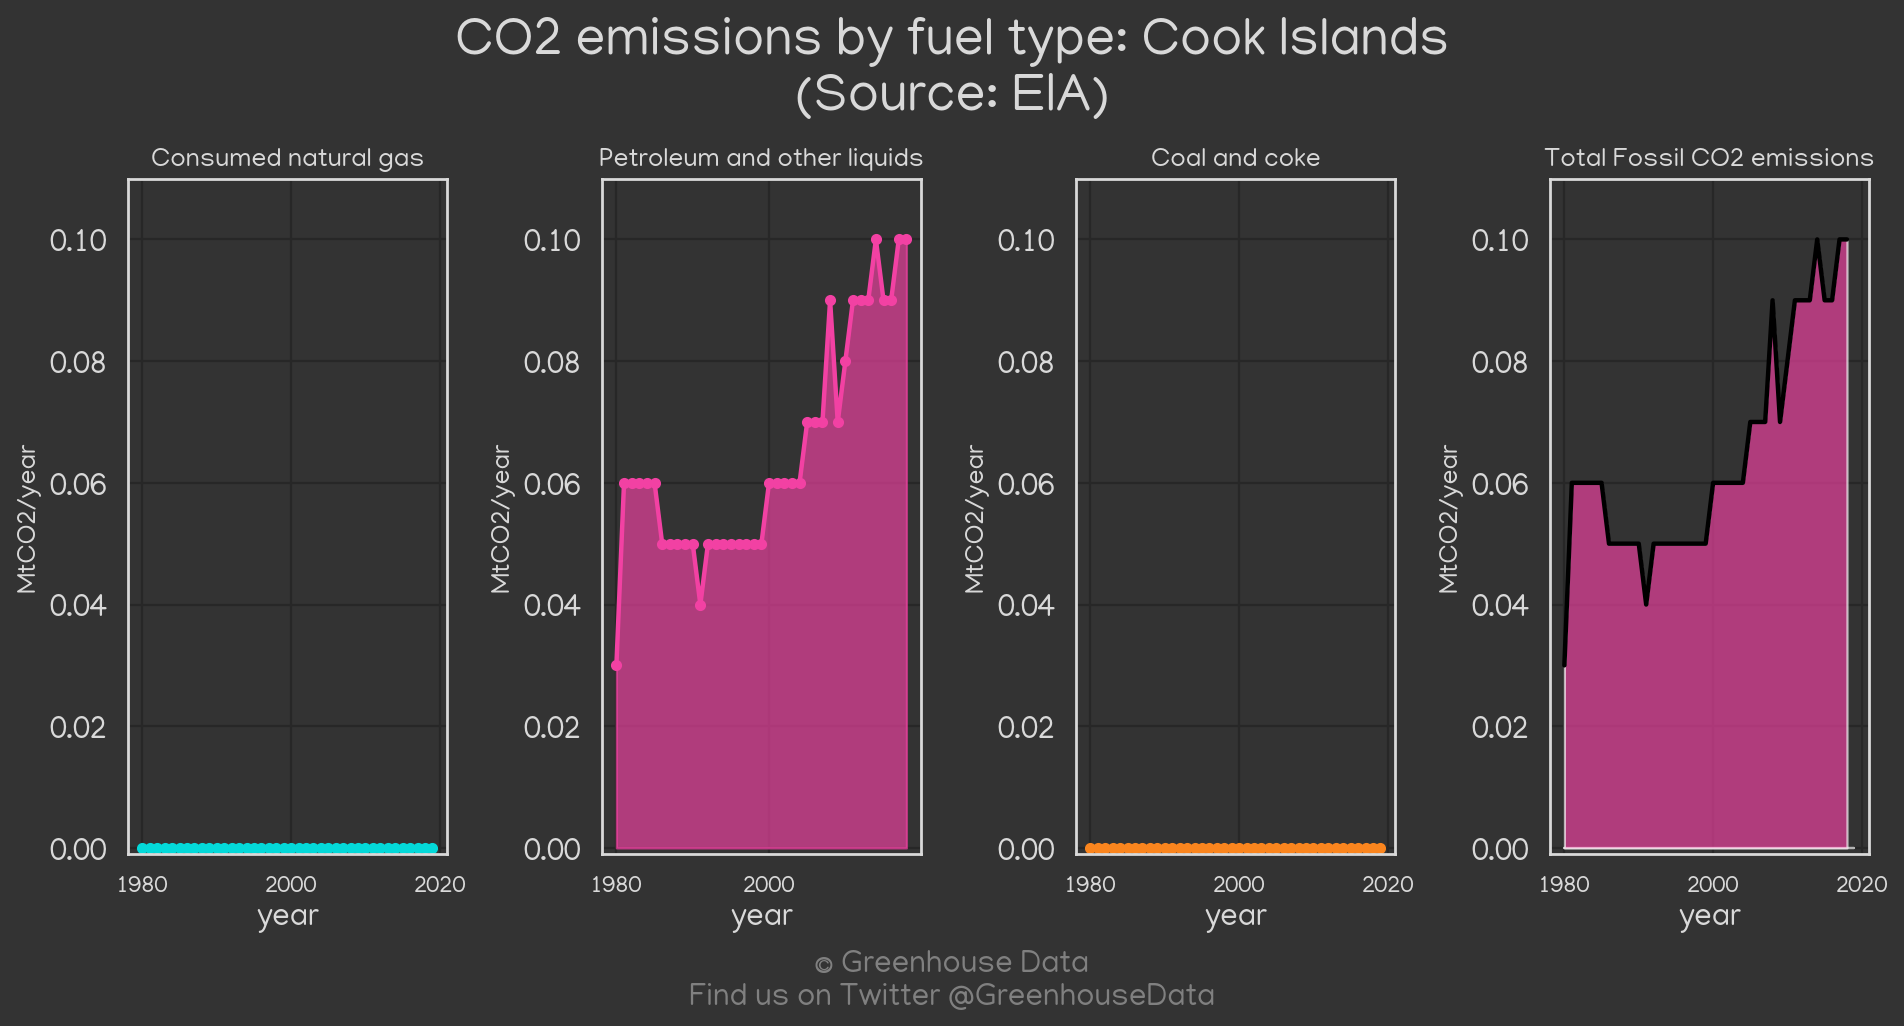 CO2 emissions by fuel type: Cook Islands
(Source: EIA)
Consumed natural gas
MtCO2/year
0.10
0.08
0.06
0.04
0.02
0.00
1980 2000 2020
year
Petroleum and other liquids
MtCO2/year
0.10
0.08
0.06
0.04
0.02
0.00
1980 2000
year
Coal and coke
MtCO2/year
0.10
0.08
0.06
0.04
0.02
0.00
1980 2000 2020
year
Total Fossil CO2 emissions
MtCO2/year
0.10
0.08
0.06
0.04
0.02
0.00
1980 2000 2020
year
© Greenhouse Data
Find us on Twitter @GreenhouseData